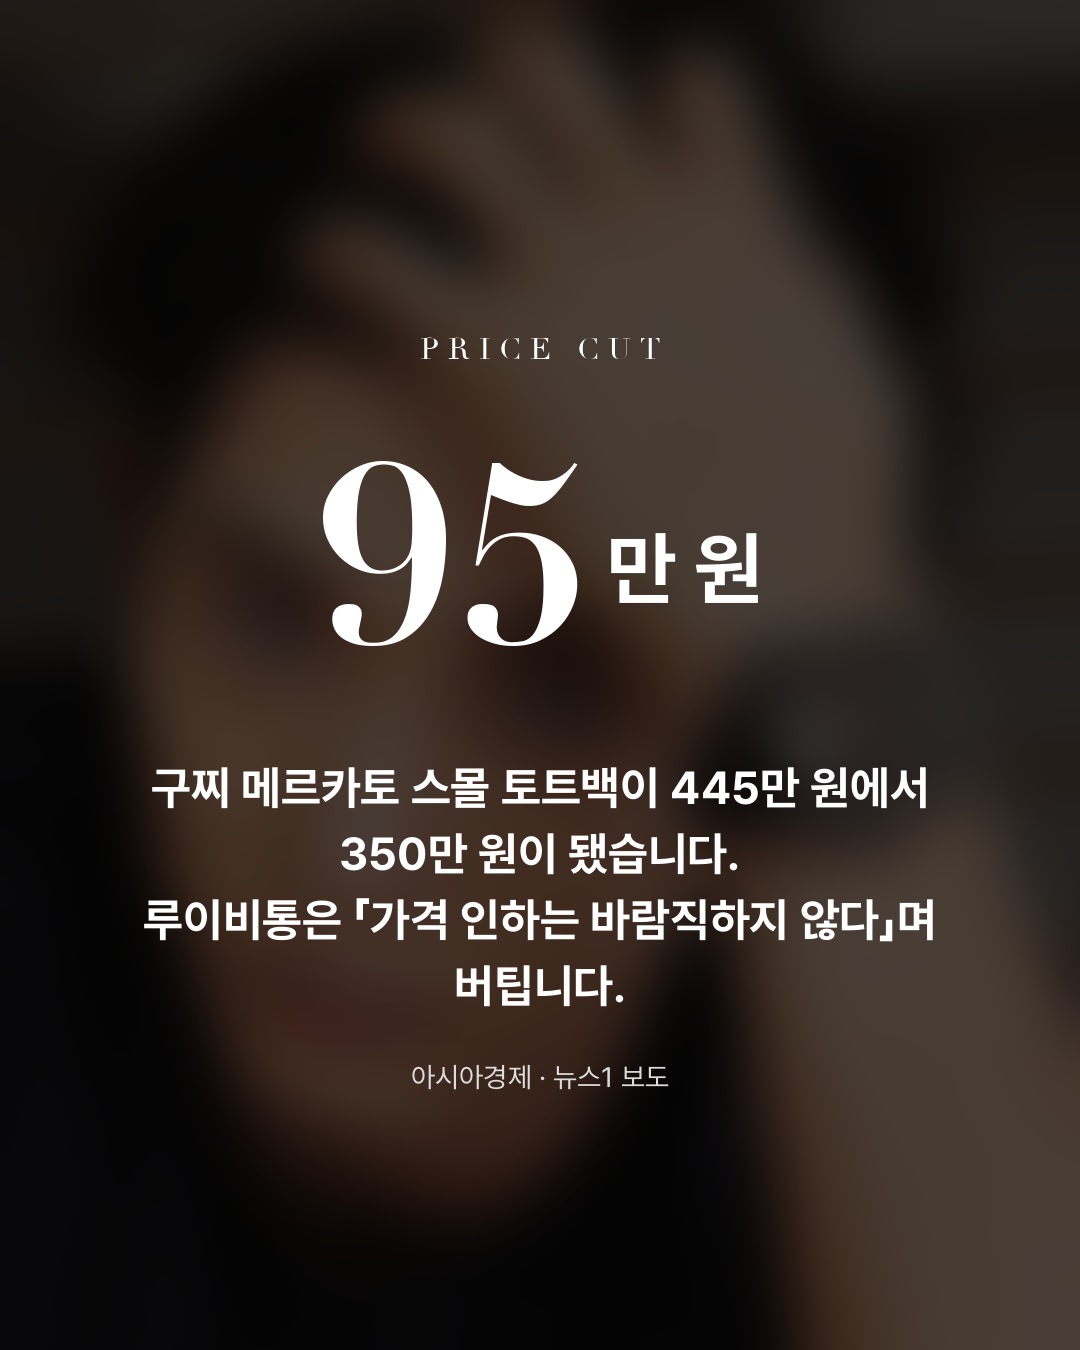 PRICE CUT
95만 원
구찌 메르카토 스몰 토트백이 445만 원에서
350만 원이 됐습니다.
루이비통은 「가격 인하는 바람직하지 않다」며
버팁니다.
아시아경제 · 뉴스1 보도